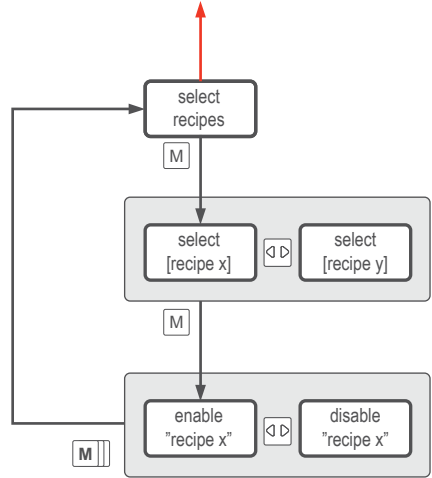 select
recipes
M
select
[recipe x]
select
[recipe y]
M
enable
"recipe x"
disable
"recipe x"
M